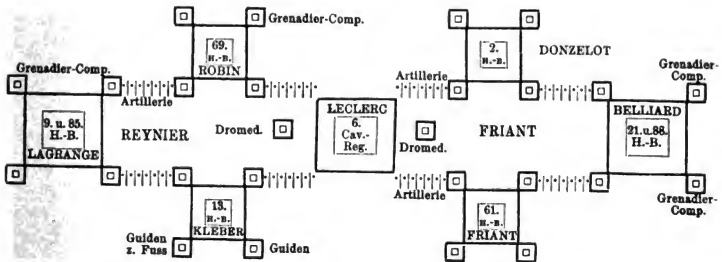 Grenadier-Comp.
69.
H.-B.
ROBIN
2.
H.-B.
DONZELOT
Grenadier-Comp.
Artillerie
Artillerie
Grenadier-
Comp.
9. u. 85.
H.-B.
LAGRANGE
REYNIER
Dromed.
LECLERC
6.
Cav.-
Reg.
Dromed.
FRIANT
BELLIARD
21.u.88.
H.-B.
13.
H.-B.
KLEBER
Guiden
z. Fuss
Guiden
Artillerie
61.
H.-B.
FRIANT
Grenadier-
Comp.